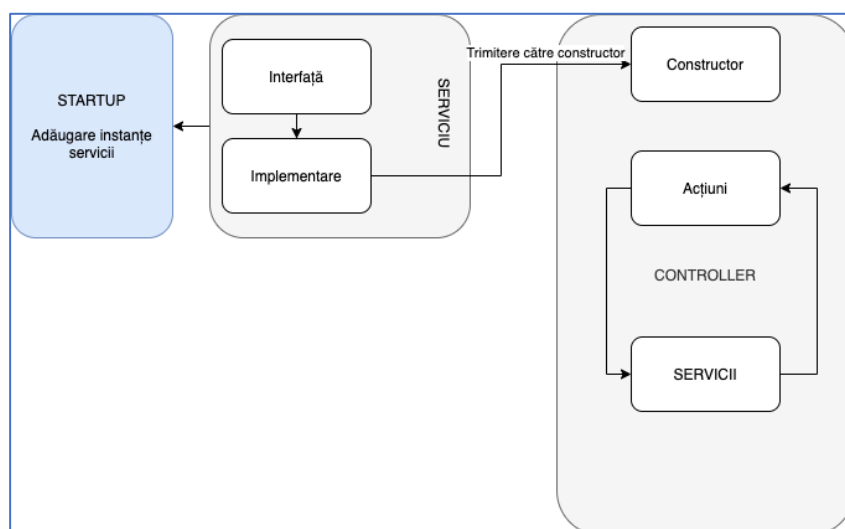 STARTUP
Adăugare instanțe
servicii
Interfață
Implementare
SERVICIU
Trimitere către constructor
Constructor
Acțiuni
CONTROLLER
SERVICII